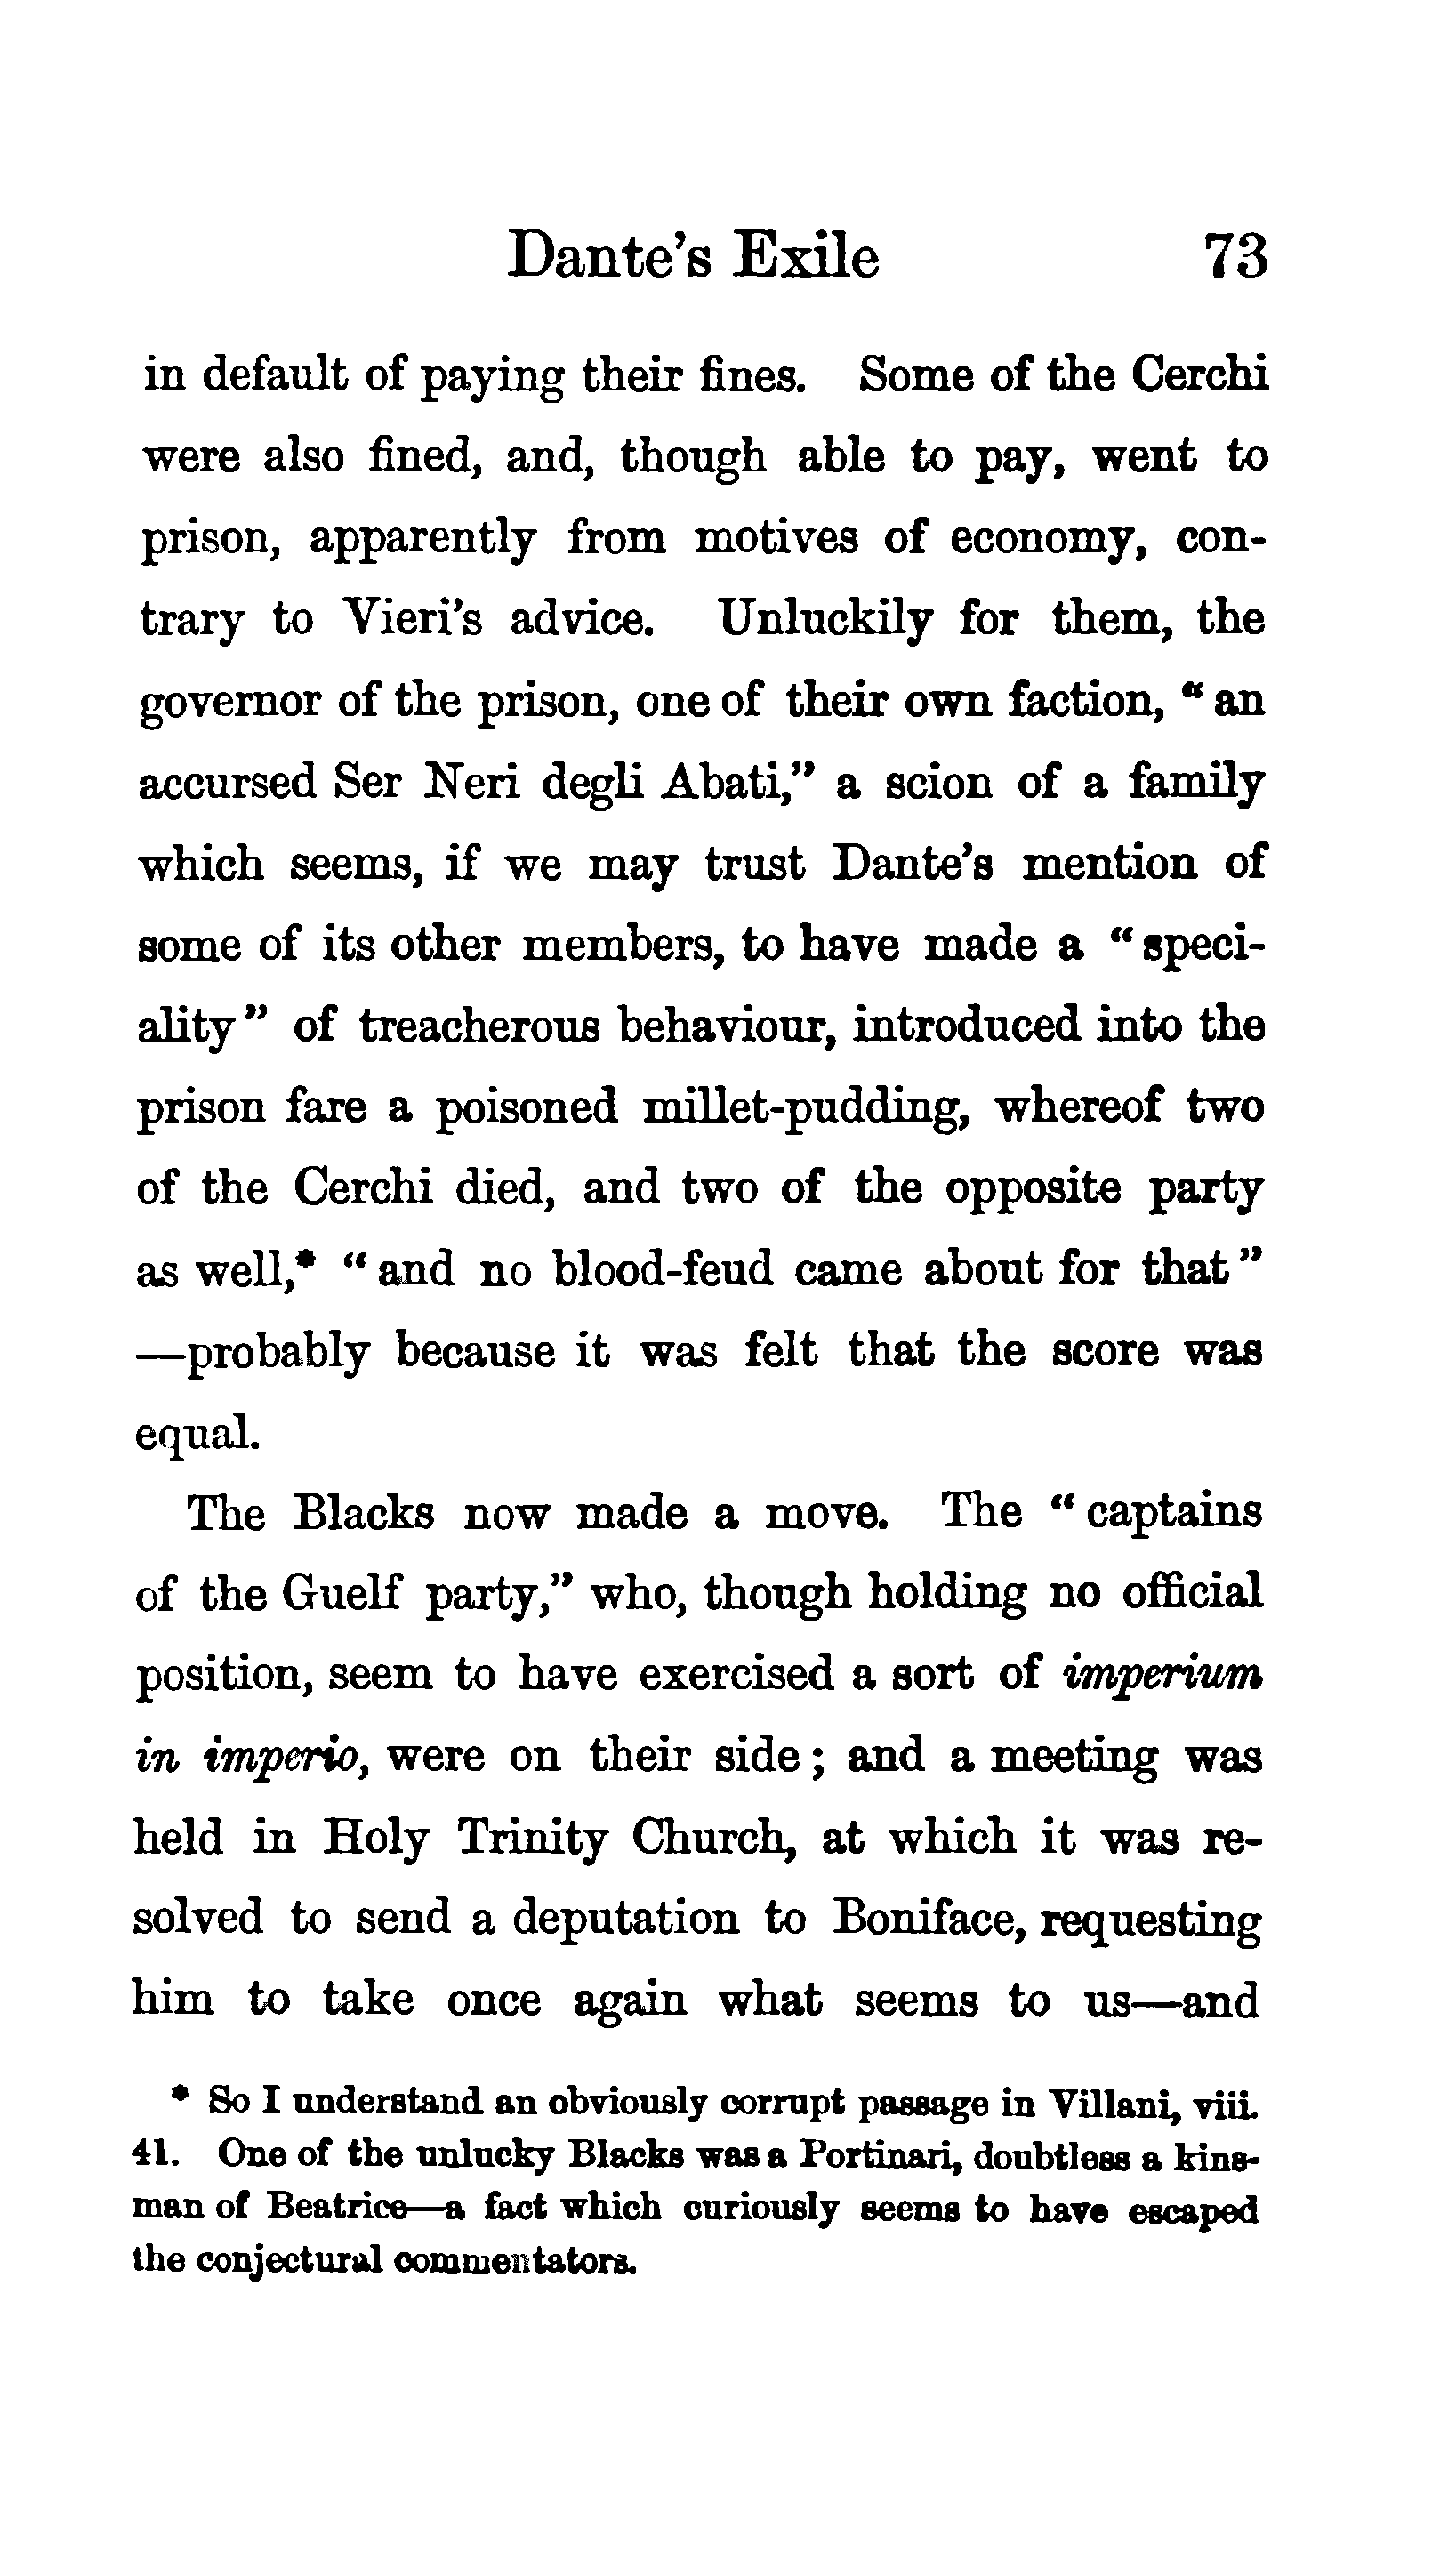 Dante's Exile 73
in default of paying their fines. Some of the Cerchi
were also fined, and, though able to pay, went to
prison, apparently from motives of economy, con-
trary to Vieri's advice. Unluckily for them, the
governor of the prison, one of their own faction, “an
accursed Ser Neri degli Abati,” a scion of a family
which seems, if we may trust Dante's mention of
some of its other members, to have made a “speci-
ality” of treacherous behaviour, introduced into the
prison fare a poisoned millet-pudding, whereof two
of the Cerchi died, and two of the opposite party
as well,* “and no blood-feud came about for that”
—probably because it was felt that the score was
equal.
The Blacks now made a move. The “captains
of the Guelf party,” who, though holding no official
position, seem to have exercised a sort of imperium
in imperio, were on their side; and a meeting was
held in Holy Trinity Church, at which it was re-
solved to send a deputation to Boniface, requesting
him to take once again what seems to us—and
* So I understand an obviously corrupt passage in Villani, viii.
41. One of the unlucky Blacks was a Portinari, doubtless a kins-
man of Beatrice—a fact which curiously seems to have escaped
the conjectural commentators.